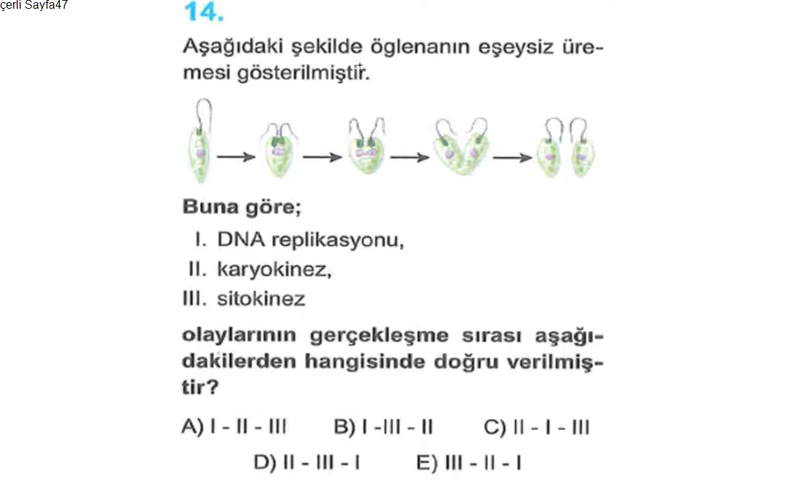 çerli Sayfa47
14.
Aşağıdaki şekilde öglenanın eşeysiz üre-
mesi gösterilmiştir.
Buna göre;
I. DNA replikasyonu,
II. karyokinez,
III. sitokinez
olaylarının gerçekleşme sırası aşağı-
dakilerden hangisinde doğru verilmiş-
tir?
A) I - II - III B) I -III - II C) II - I - III
D) II - III - I E) III - II - I